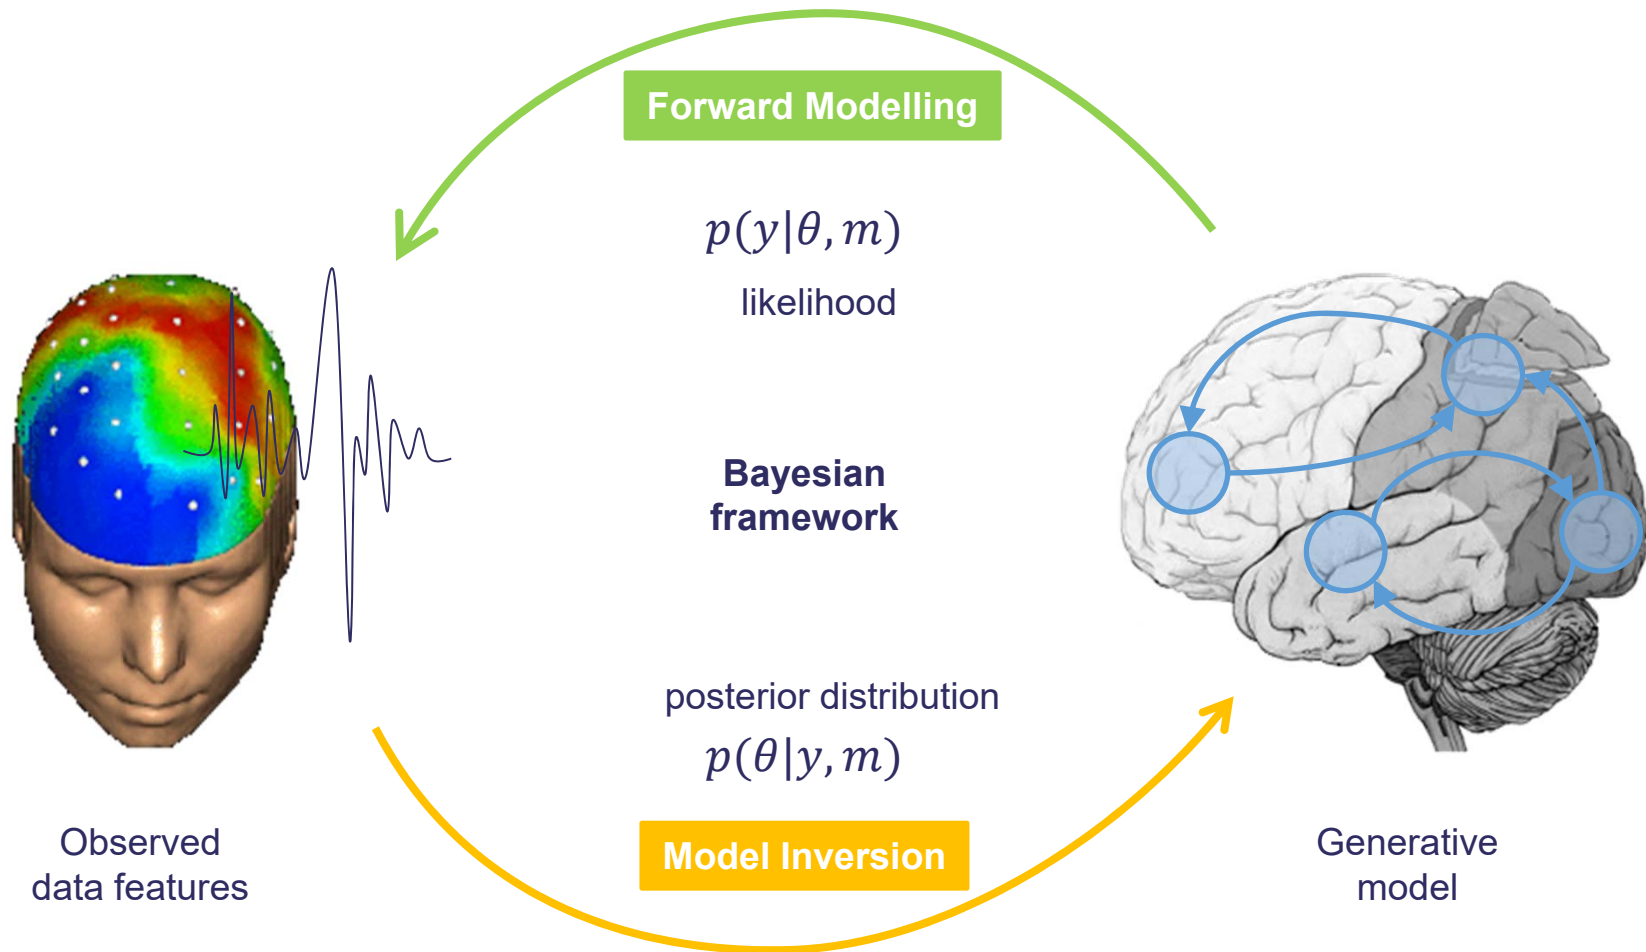 Forward Modelling
p(y|θ, m)
likelihood
Bayesian
framework
posterior distribution
p(θ|y, m)
Model Inversion
Observed
data features
Generative
model